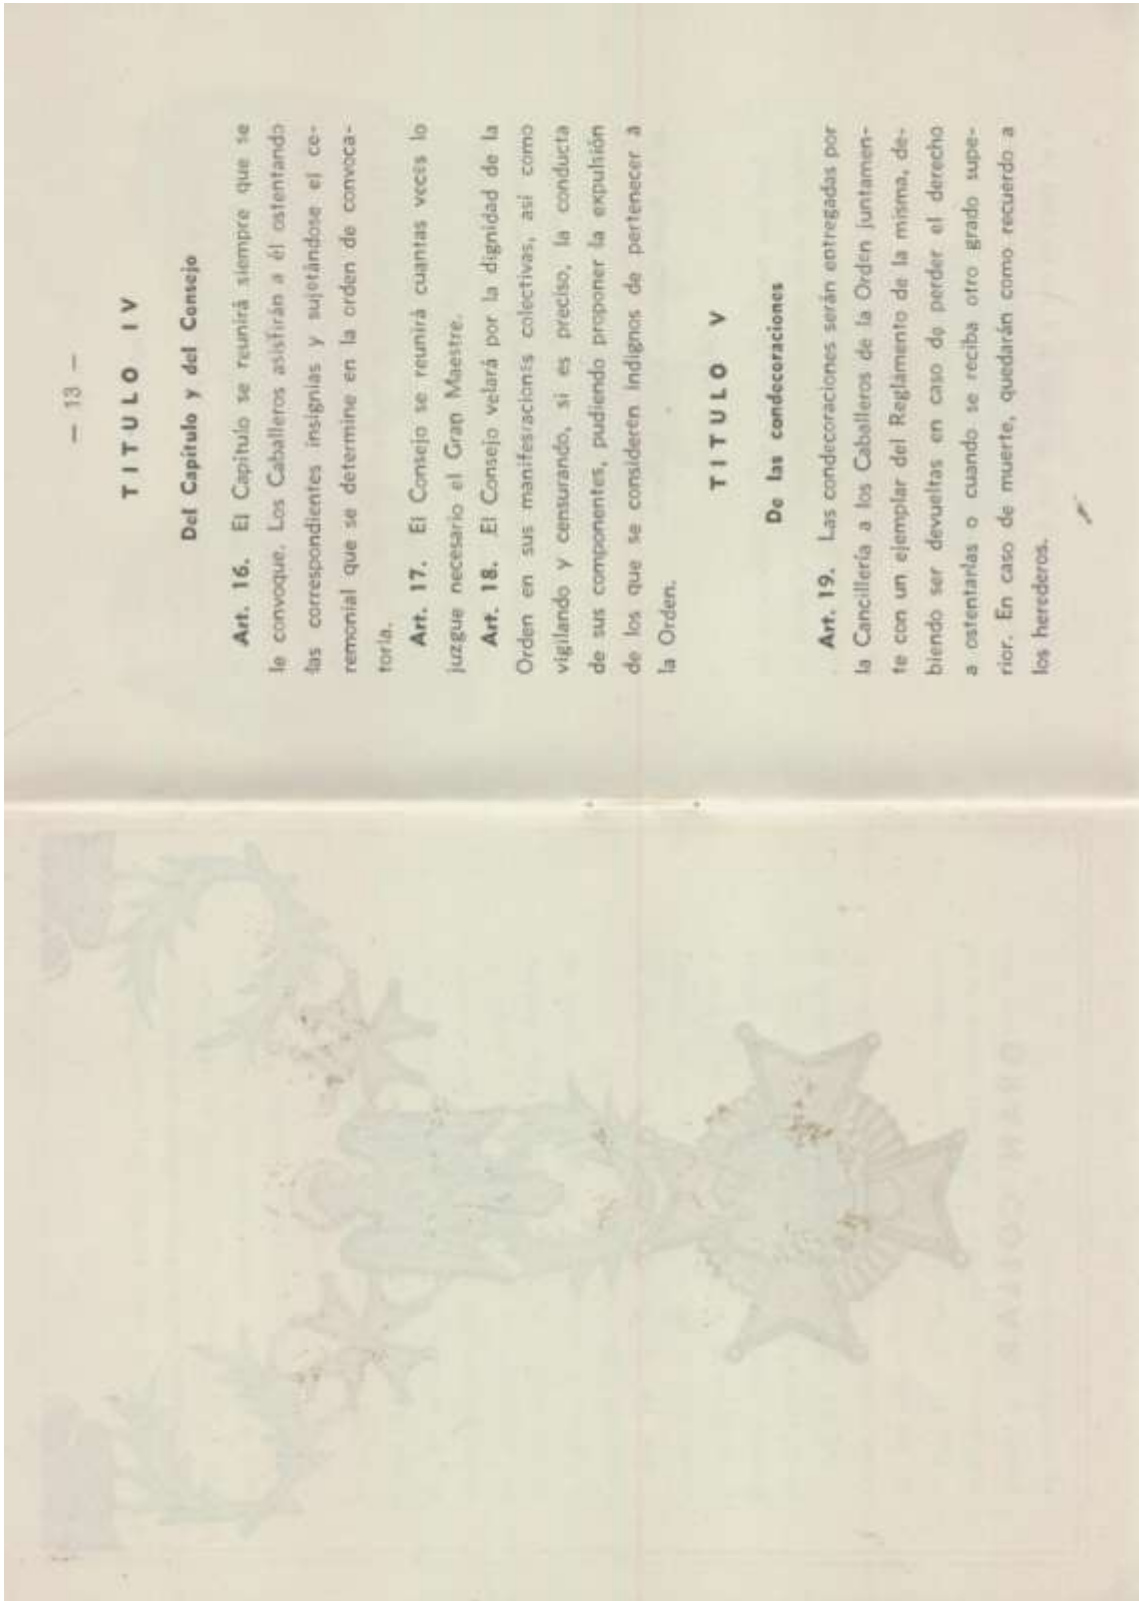 — 13 —
TITULO IV
Del Capítulo y del Consejo
Art. 16. El Capítulo se reunirá siempre que se
le convoque. Los Caballeros asisfirán a él ostentando
las correspondientes insignias y sujetándose el ce-
remonial que se determine en la orden de convoca-
toria.
Art. 17. El Consejo se reunirá cuantas veces lo
juzgue necesario el Gran Maestre.
Art. 18. El Consejo velará por la dignidad de la
Orden en sus manifesracionis colectivas, así como
vigilando y censurando, si es preciso, la conducta
de sus componentes, pudiendo proponer la expulsión
de los que se consideren indignos de pertenecer a
la Orden.
TITULO V
De las condecoraciones
Art. 19. Las condecoraciones serán entregadas por
la Cancillería a los Caballeros de la Orden juntamen-
te con un ejemplar del Reglamento de la misma, de-
biendo ser devueltas en caso de perder el derecho
a ostentarlas o cuando se reciba otro grado supe-
rior. En caso de muerte, quedarán como recuerdo a
los herederos.
GRAN COLLAR